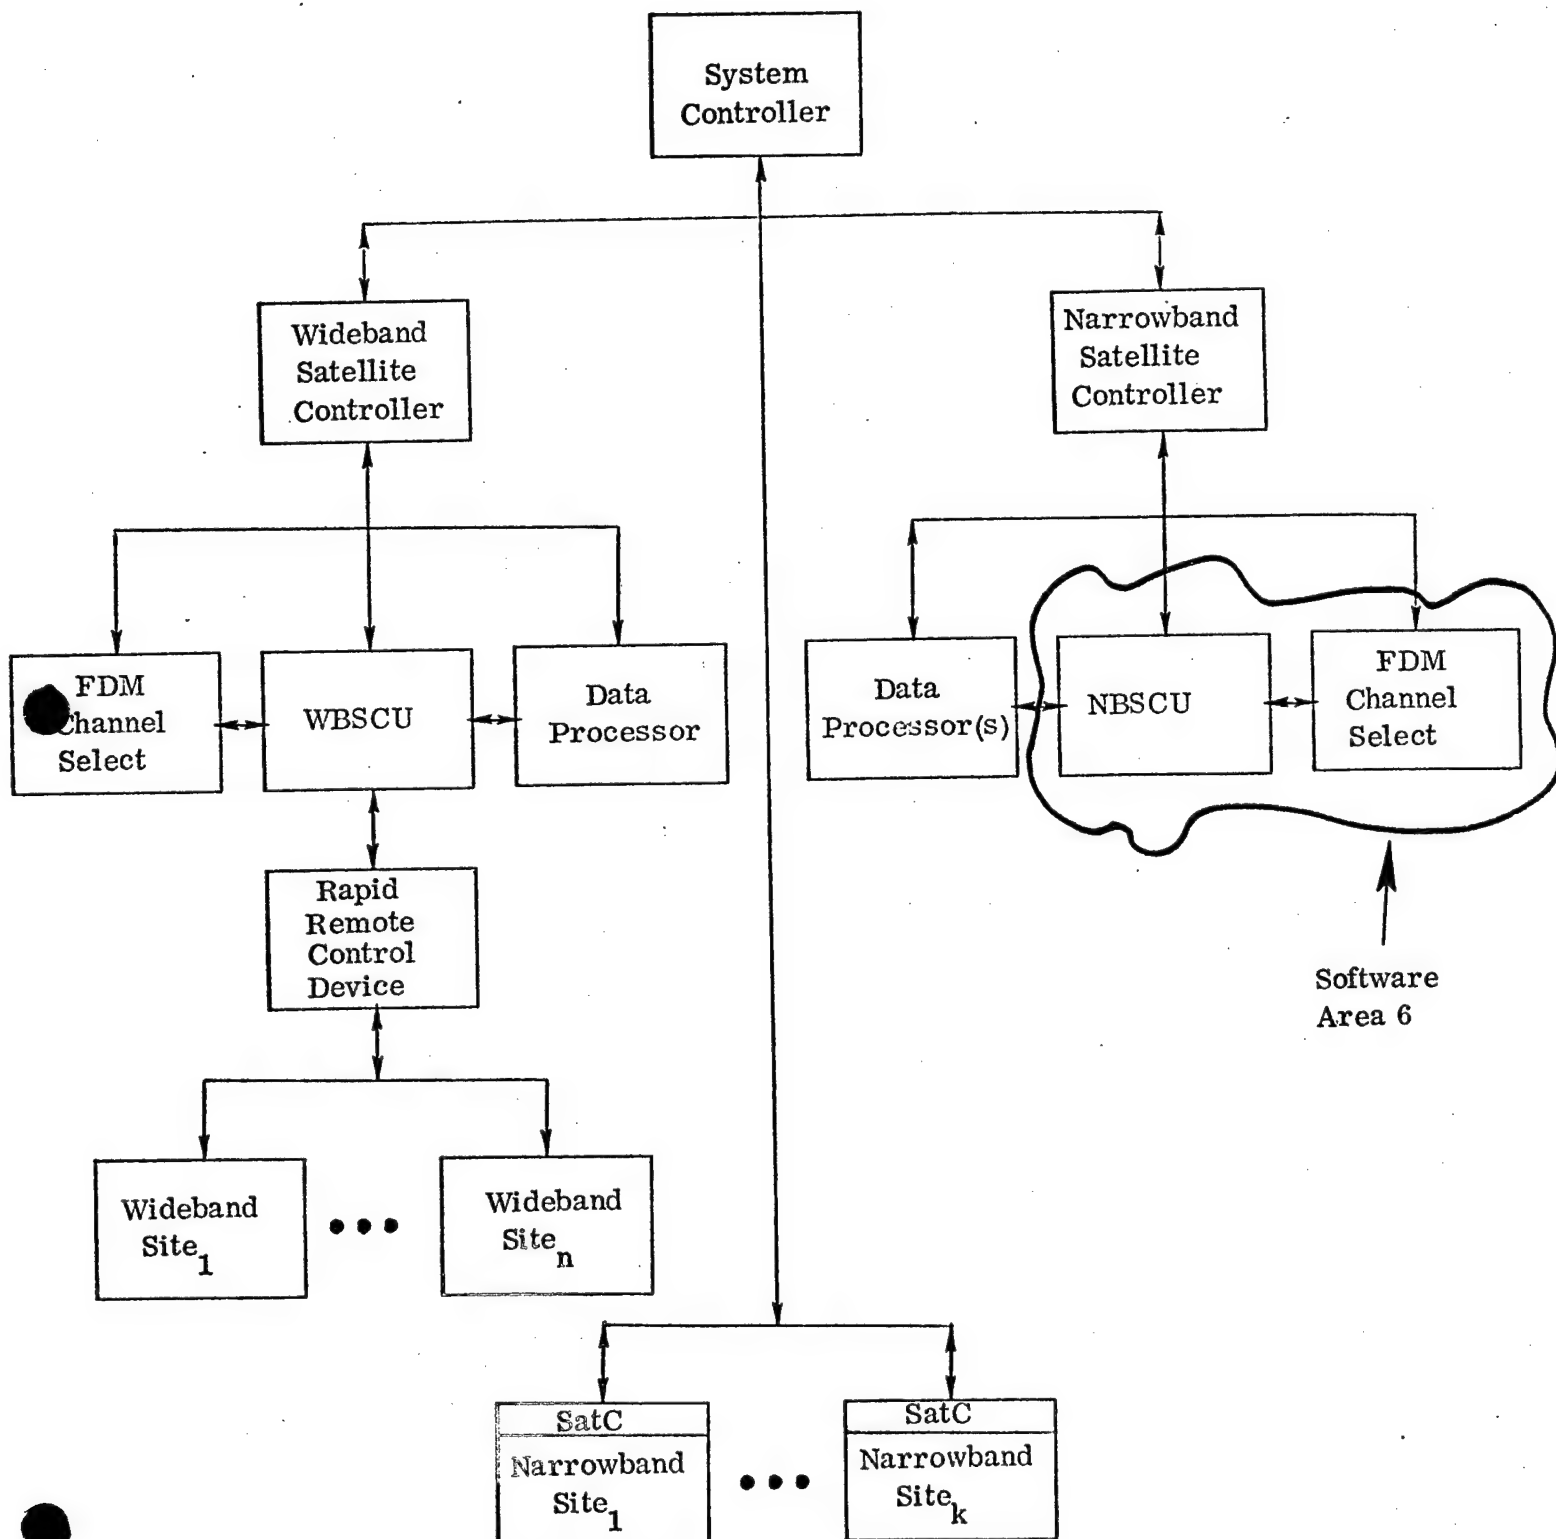 System
Controller
Wideband
Satellite
Controller
Narrowband
Satellite
Controller
FDM
Channel
Select
WBSCU
Data
Processor
Data
Processor(s)
NBSCU
FDM
Channel
Select
Rapid
Remote
Control
Device
Software
Area 6
Wideband
Site1
Wideband
Siten
SatC
Narrowband
Site1
SatC
Narrowband
Sitek